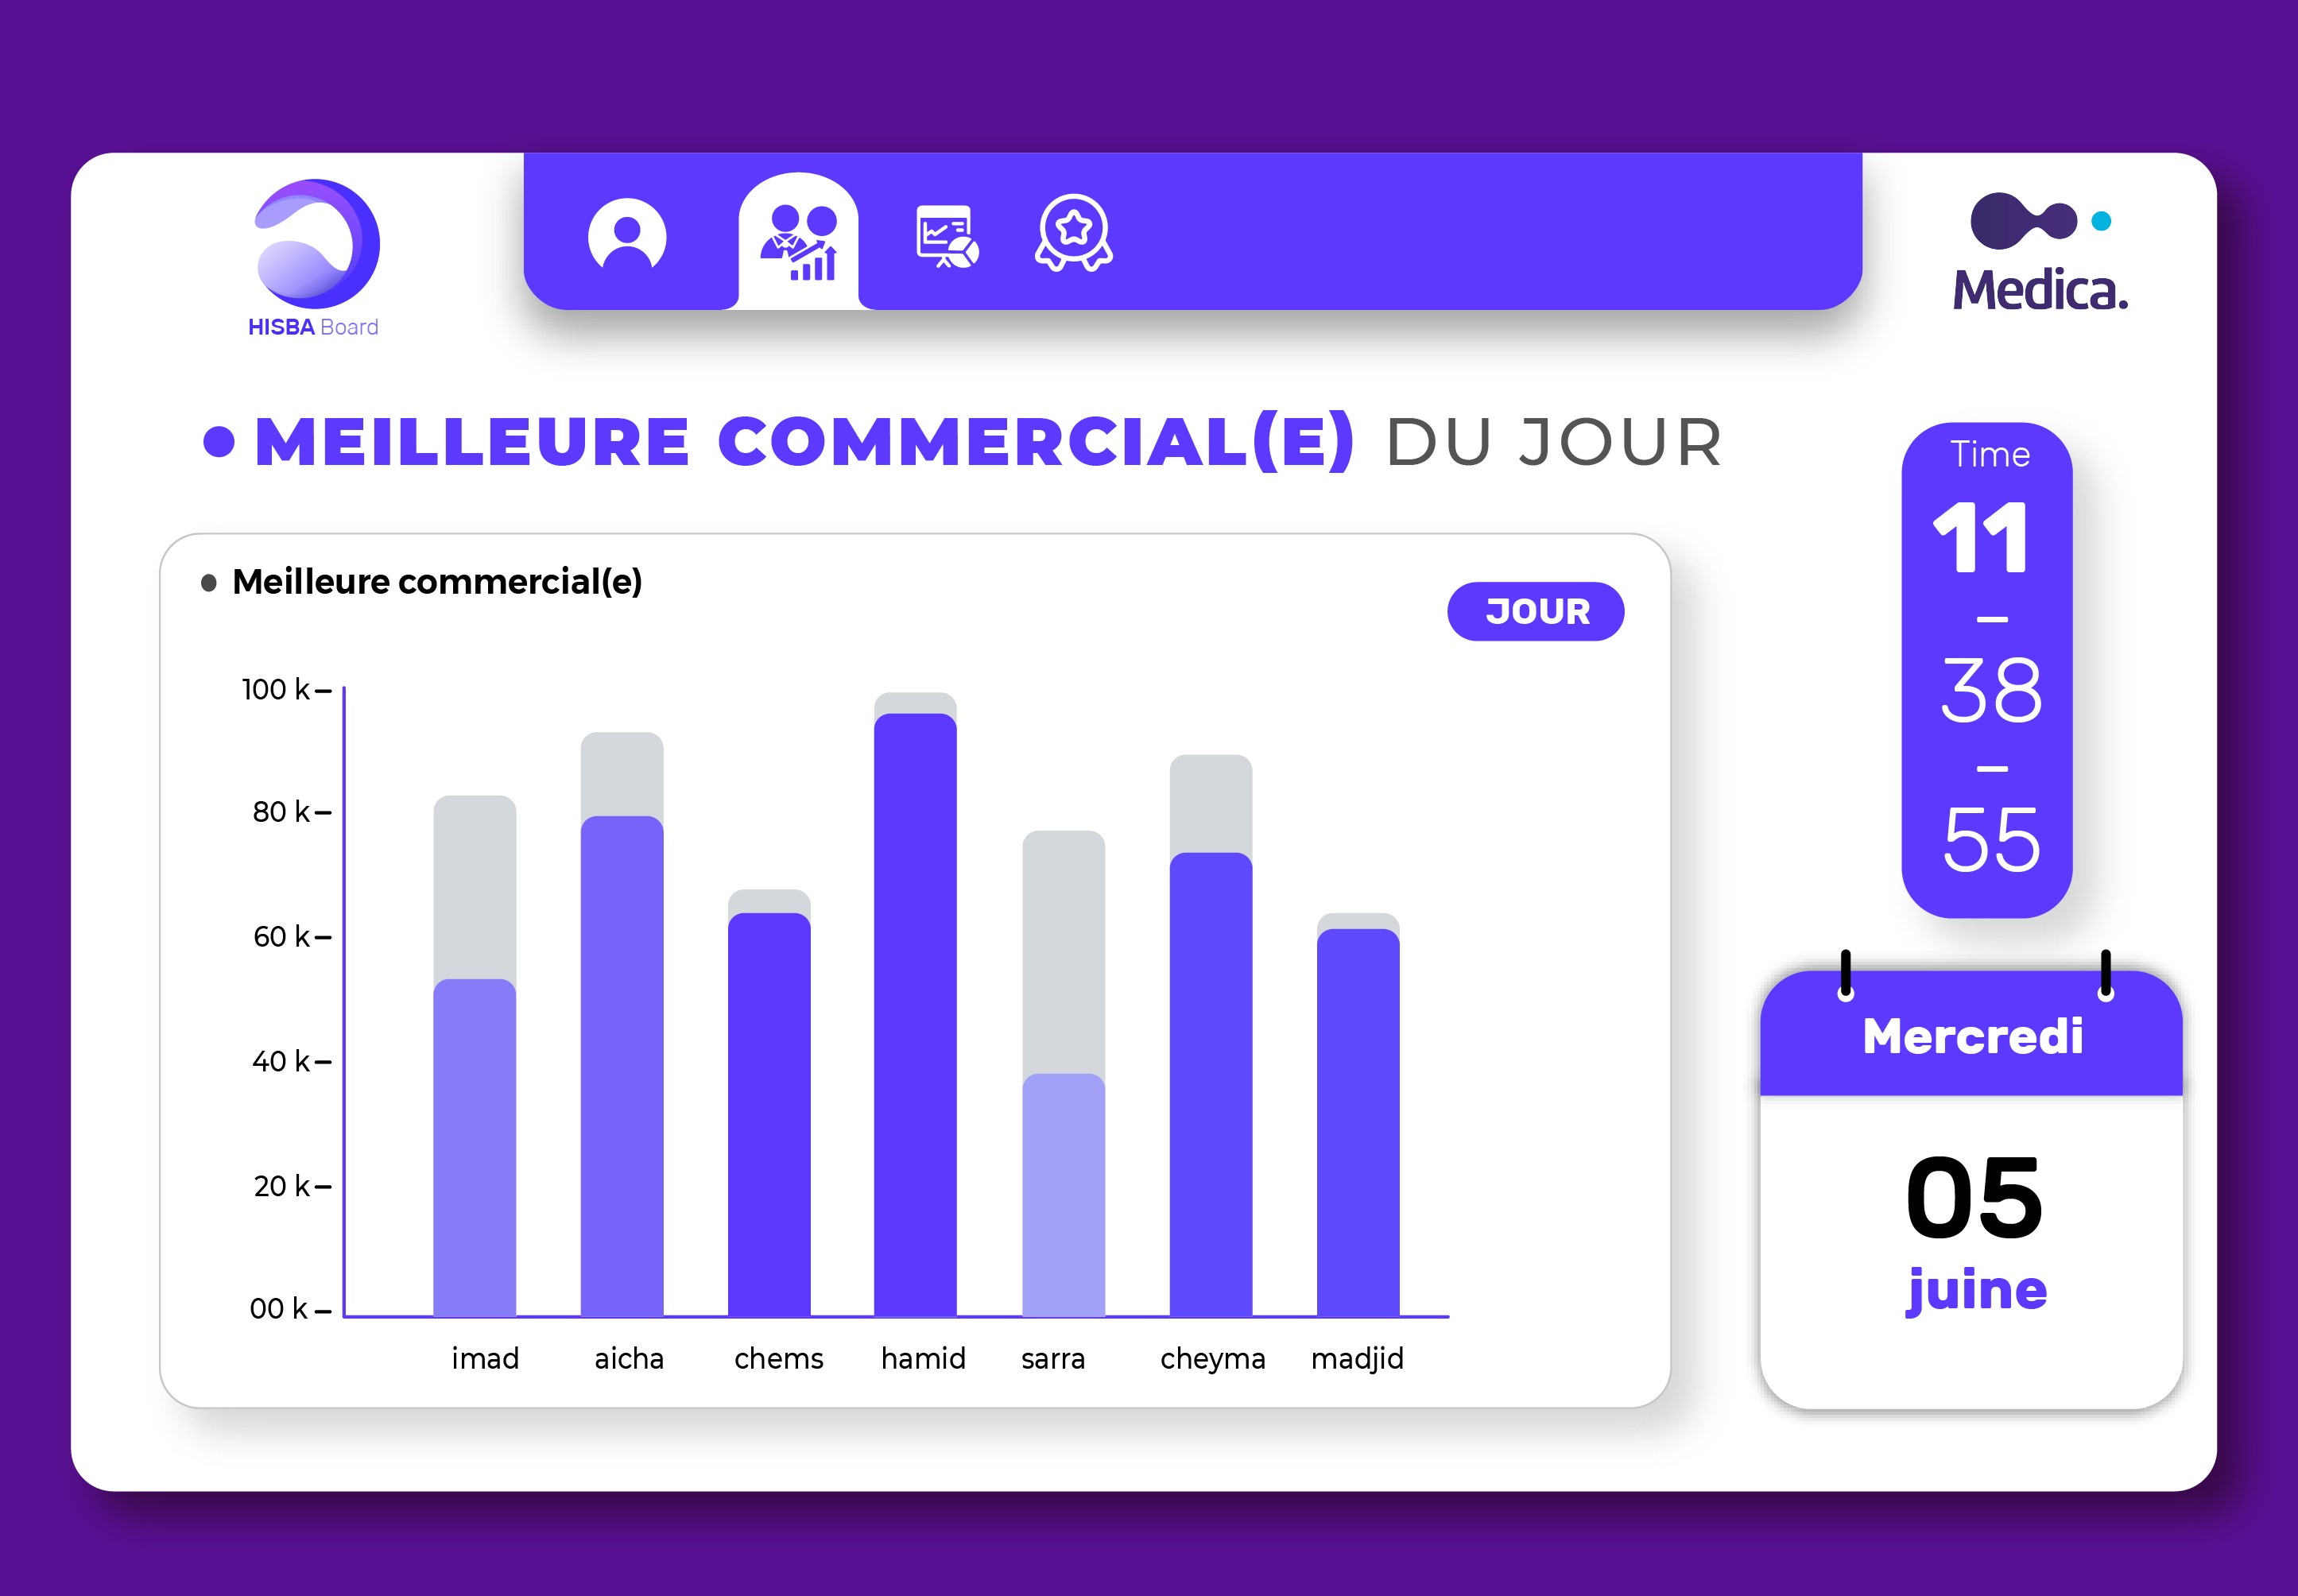 HISBA Board
Medica.
• MEILLEURE COMMERCIAL(E) DU JOUR
• Meilleure commercial(e)
JOUR
100 k
80 k
60 k
40 k
20 k
00 k
imad aicha chems hamid sarra cheyma madjid
Time
11
–
38
–
55
Mercredi
05
juine